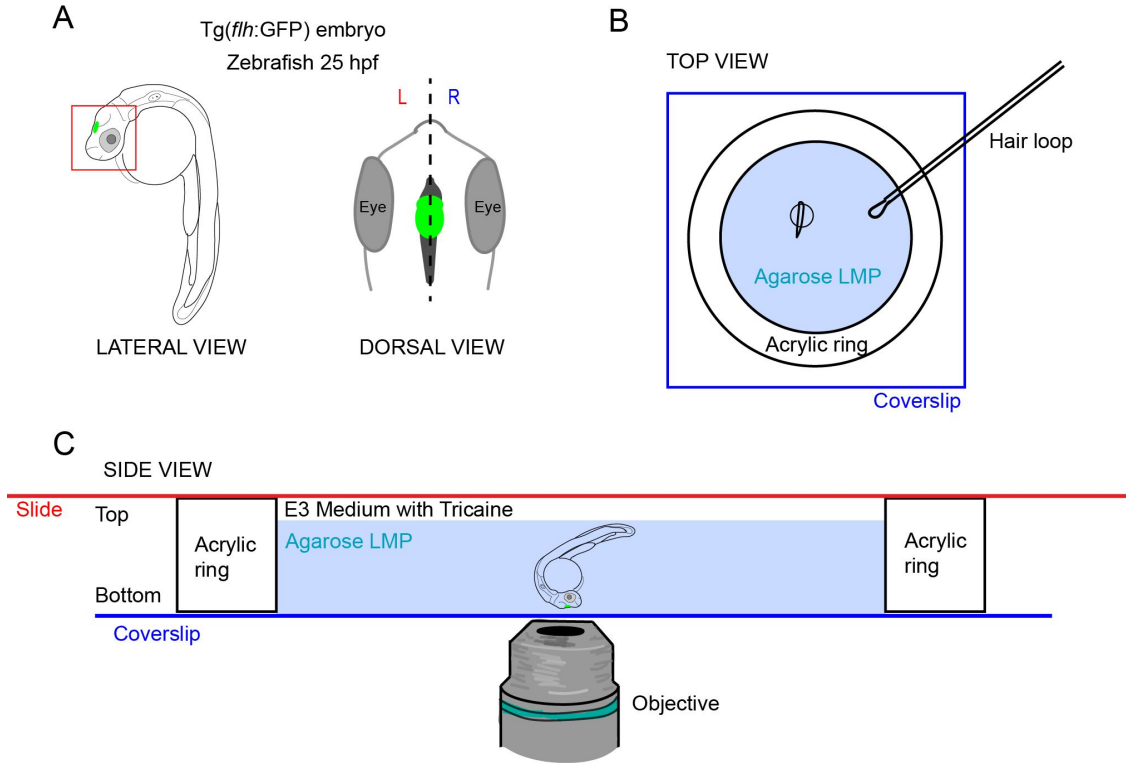 A
Tg(flh:GFP) embryo
Zebrafish 25 hpf
L
R
Eye
Eye
LATERAL VIEW
DORSAL VIEW
B
TOP VIEW
Hair loop
Agarose LMP
Acrylic ring
Coverslip
C
SIDE VIEW
Slide
Top
E3 Medium with Tricaine
Acrylic
ring
Agarose LMP
Acrylic
ring
Bottom
Coverslip
Objective